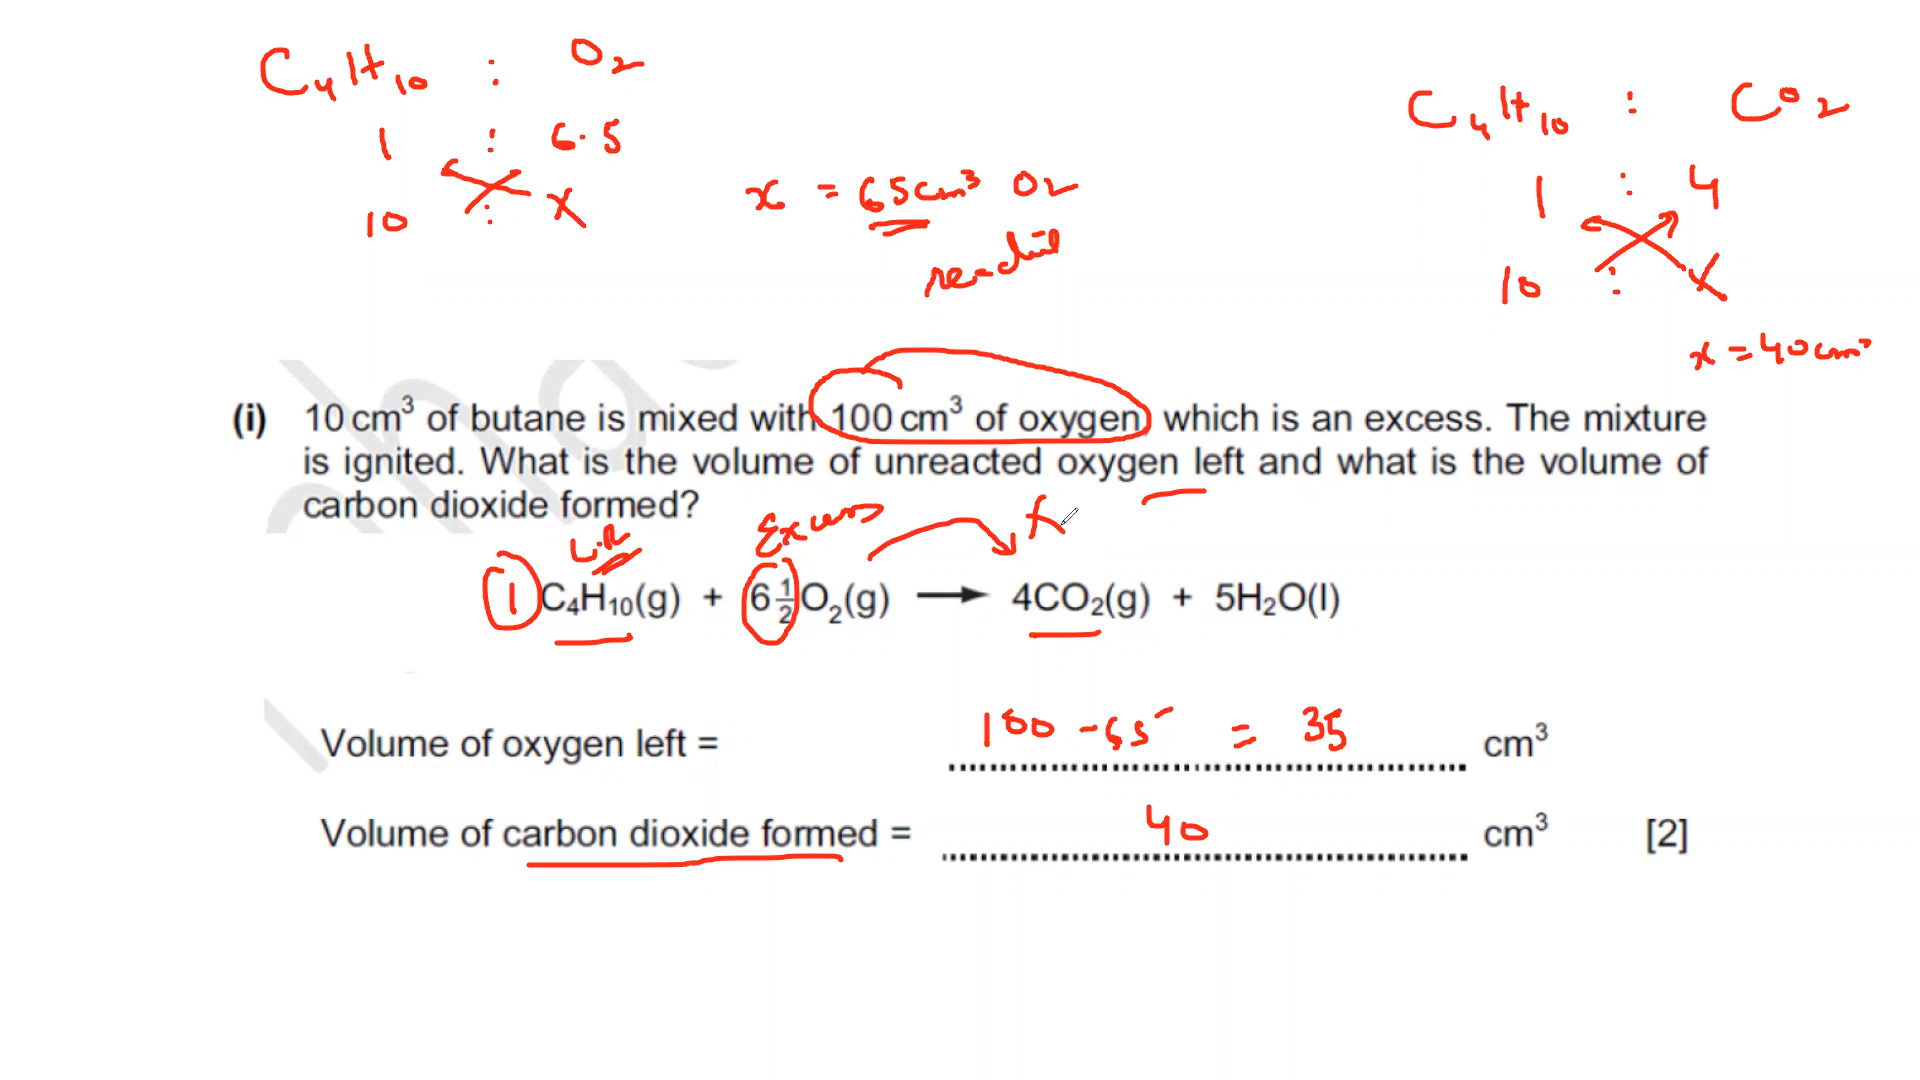 C4H10 : O2
1 : 6.5
10 : x
x = 65cm³ O2
C4H10 : CO2
1 : 4
10 : x
x = 40cm³
(i) 10 cm³ of butane is mixed with 100 cm³ of oxygen, which is an excess. The mixture
is ignited. What is the volume of unreacted oxygen left and what is the volume of
carbon dioxide formed?
L.R Excess x
1 C₄H₁₀(g) + 6½O₂(g) ⟶ 4CO₂(g) + 5H₂O(l)
Volume of oxygen left = 100 - 65 = 35 cm³
Volume of carbon dioxide formed = 40 cm³ [2]